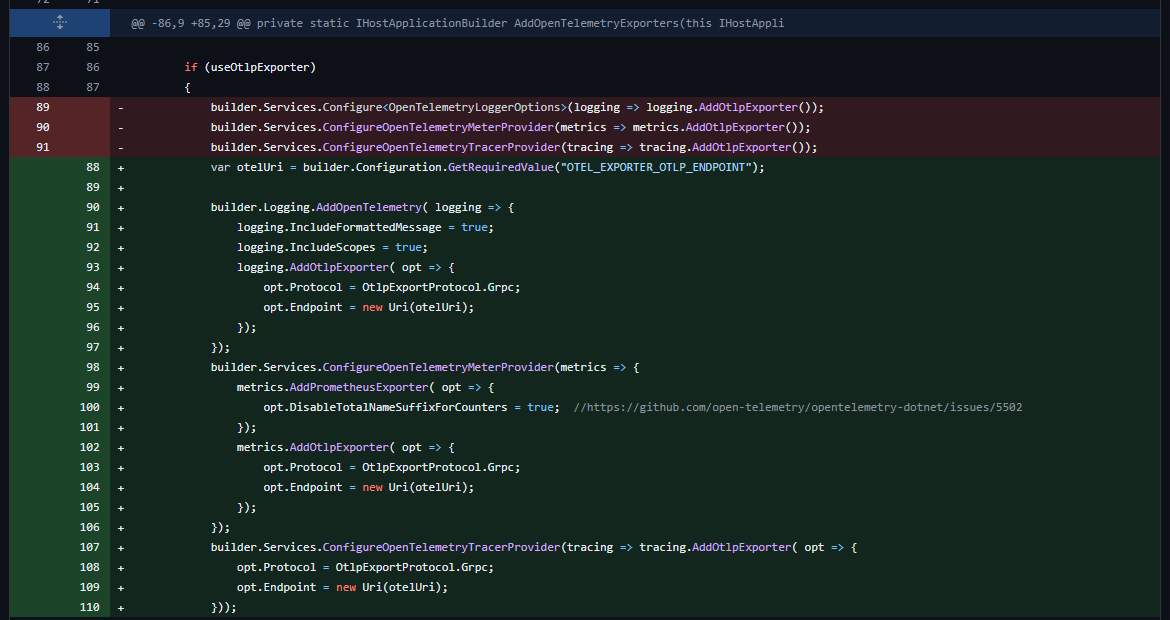 72 71
@@ -86,9 +85,29 @@ private static IHostApplicationBuilder AddOpenTelemetryExporters(this IHostAppli
86 85
87 86 if (useOtlpExporter)
88 87 {
89 - builder.Services.Configure<OpenTelemetryLoggerOptions>(logging => logging.AddOtlpExporter());
90 - builder.Services.ConfigureOpenTelemetryMeterProvider(metrics => metrics.AddOtlpExporter());
91 - builder.Services.ConfigureOpenTelemetryTracerProvider(tracing => tracing.AddOtlpExporter());
88 + var otelUri = builder.Configuration.GetRequiredValue("OTEL_EXPORTER_OTLP_ENDPOINT");
89 +
90 + builder.Logging.AddOpenTelemetry( logging => {
91 + logging.IncludeFormattedMessage = true;
92 + logging.IncludeScopes = true;
93 + logging.AddOtlpExporter( opt => {
94 + opt.Protocol = OtlpExportProtocol.Grpc;
95 + opt.Endpoint = new Uri(otelUri);
96 + });
97 + });
98 + builder.Services.ConfigureOpenTelemetryMeterProvider(metrics => {
99 + metrics.AddPrometheusExporter( opt => {
100 + opt.DisableTotalNameSuffixForCounters = true; //https://github.com/open-telemetry/opentelemetry-dotnet/issues/5502
101 + });
102 + metrics.AddOtlpExporter( opt => {
103 + opt.Protocol = OtlpExportProtocol.Grpc;
104 + opt.Endpoint = new Uri(otelUri);
105 + });
106 + });
107 + builder.Services.ConfigureOpenTelemetryTracerProvider(tracing => tracing.AddOtlpExporter( opt => {
108 + opt.Protocol = OtlpExportProtocol.Grpc;
109 + opt.Endpoint = new Uri(otelUri);
110 + }));